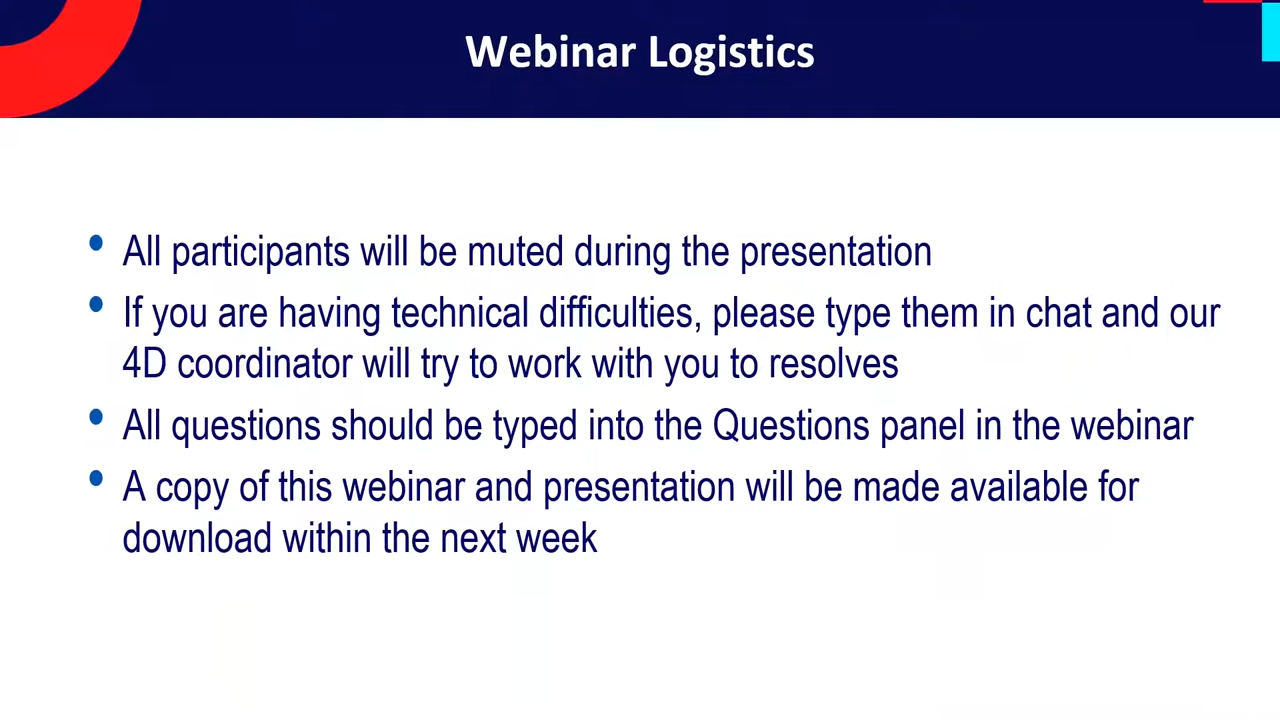 Webinar Logistics
• All participants will be muted during the presentation
• If you are having technical difficulties, please type them in chat and our
4D coordinator will try to work with you to resolves
• All questions should be typed into the Questions panel in the webinar
• A copy of this webinar and presentation will be made available for
download within the next week